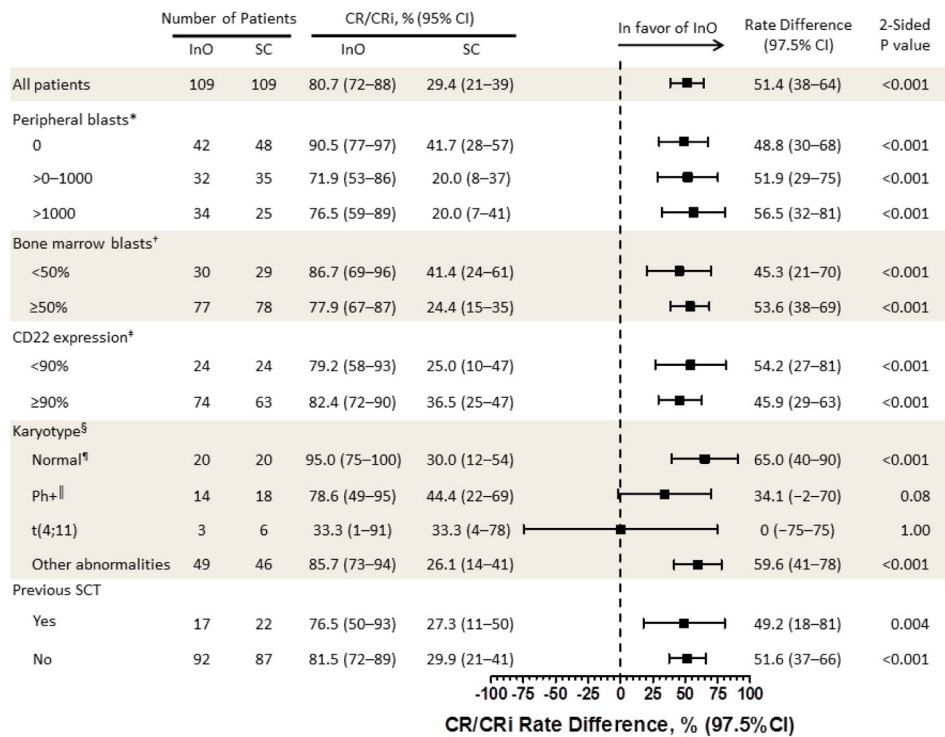 Number of Patients CR/CRi, % (95% CI) In favor of InO Rate Difference (97.5% CI) 2-Sided P value
InO SC InO SC
All patients 109 109 80.7 (72–88) 29.4 (21–39) 51.4 (38–64) <0.001
Peripheral blasts*
0 42 48 90.5 (77–97) 41.7 (28–57) 48.8 (30–68) <0.001
>0–1000 32 35 71.9 (53–86) 20.0 (8–37) 51.9 (29–75) <0.001
>1000 34 25 76.5 (59–89) 20.0 (7–41) 56.5 (32–81) <0.001
Bone marrow blasts†
<50% 30 29 86.7 (69–96) 41.4 (24–61) 45.3 (21–70) <0.001
≥50% 77 78 77.9 (67–87) 24.4 (15–35) 53.6 (38–69) <0.001
CD22 expression‡
<90% 24 24 79.2 (58–93) 25.0 (10–47) 54.2 (27–81) <0.001
≥90% 74 63 82.4 (72–90) 36.5 (25–47) 45.9 (29–63) <0.001
Karyotype§
Normal¶ 20 20 95.0 (75–100) 30.0 (12–54) 65.0 (40–90) <0.001
Ph+‖ 14 18 78.6 (49–95) 44.4 (22–69) 34.1 (−2–70) 0.08
t(4;11) 3 6 33.3 (1–91) 33.3 (4–78) 0 (−75–75) 1.00
Other abnormalities 49 46 85.7 (73–94) 26.1 (14–41) 59.6 (41–78) <0.001
Previous SCT
Yes 17 22 76.5 (50–93) 27.3 (11–50) 49.2 (18–81) 0.004
No 92 87 81.5 (72–89) 29.9 (21–41) 51.6 (37–66) <0.001
-100 -75 -50 -25 0 25 50 75 100
CR/CRi Rate Difference, % (97.5%CI)